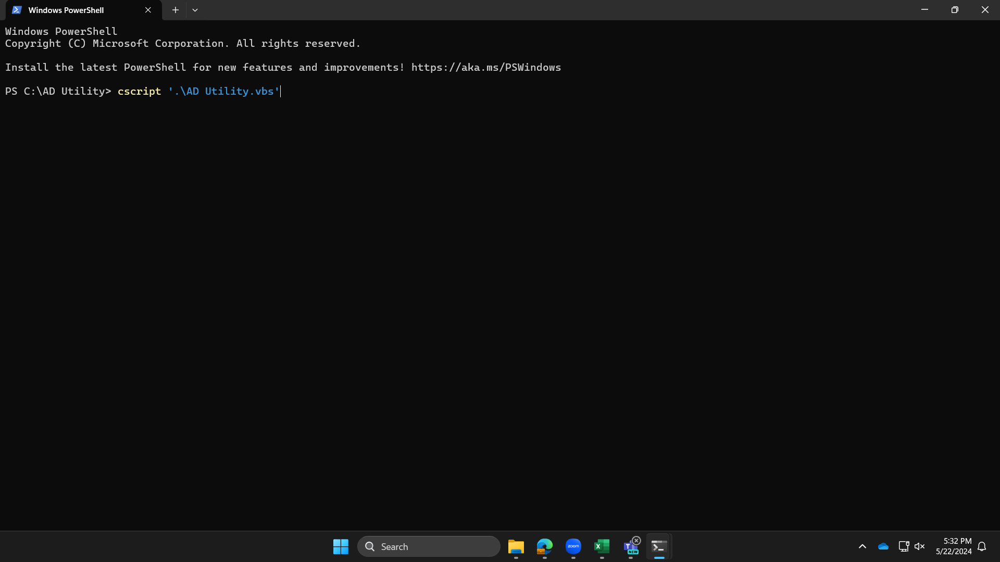 Windows PowerShell
Windows PowerShell
Copyright (C) Microsoft Corporation. All rights reserved.
Install the latest PowerShell for new features and improvements! https://aka.ms/PSWindows
PS C:\AD Utility> cscript '.\AD Utility.vbs'
Search
zoom
X
T
NEW
5:32 PM
5/22/2024